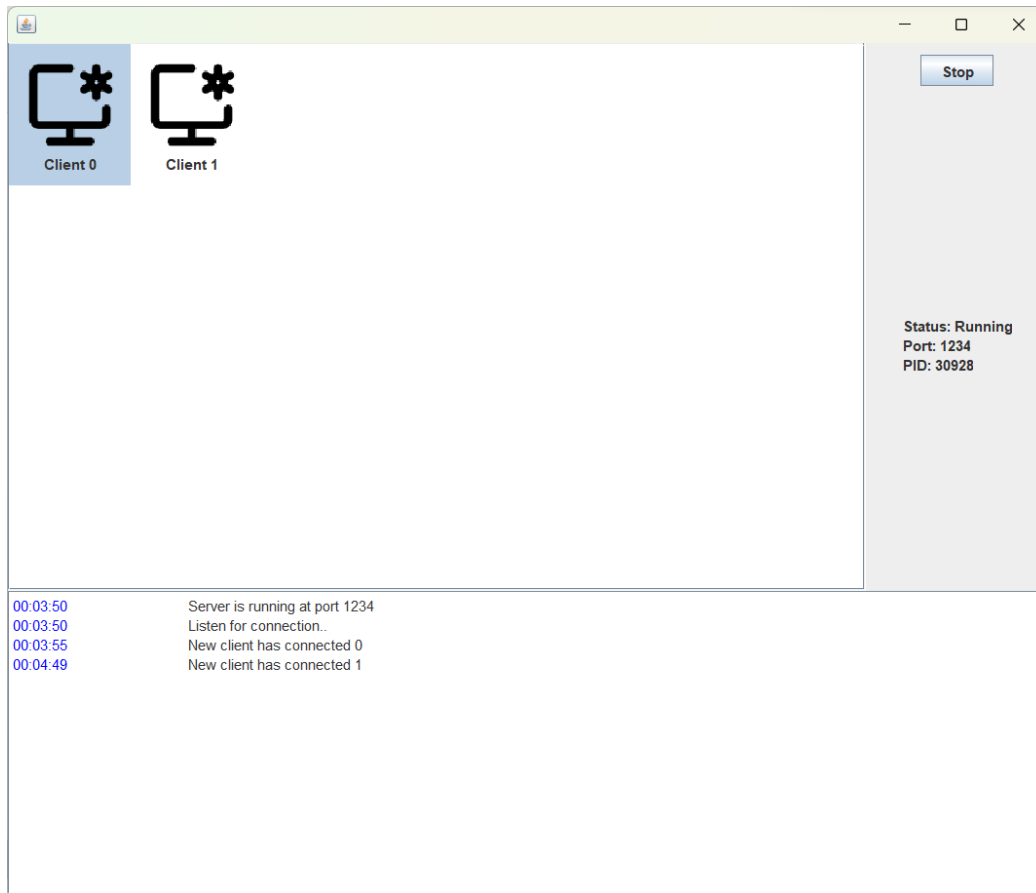 Stop
Client 0
Client 1
Status: Running
Port: 1234
PID: 30928
00:03:50 Server is running at port 1234
00:03:50 Listen for connection..
00:03:55 New client has connected 0
00:04:49 New client has connected 1